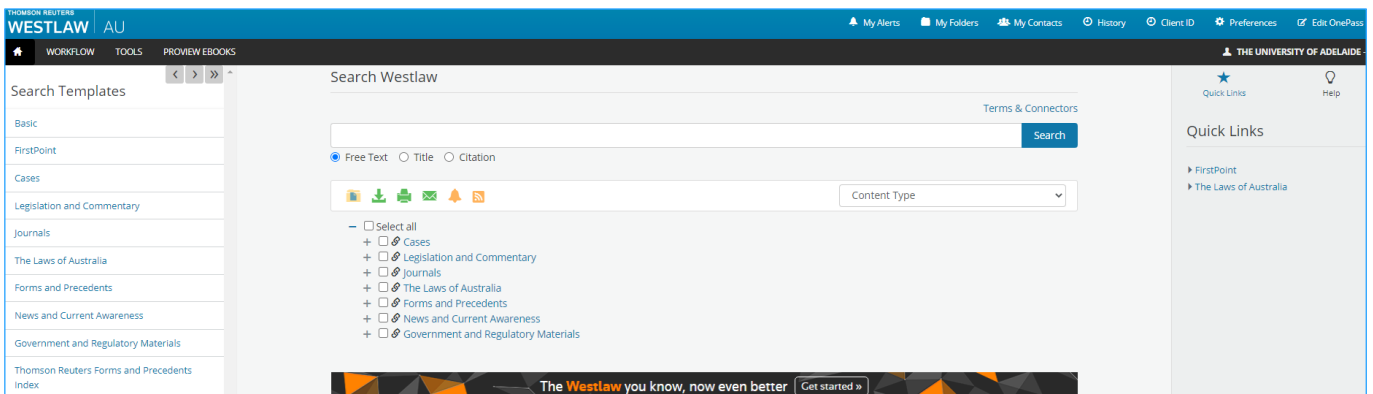 THOMSON REUTERS
WESTLAW AU
My Alerts My Folders My Contacts History Client ID Preferences Edit OnePass
WORKFLOW TOOLS PROVIEW EBOOKS
THE UNIVERSITY OF ADELAIDE -
Search Templates
Basic
FirstPoint
Cases
Legislation and Commentary
Journals
The Laws of Australia
Forms and Precedents
News and Current Awareness
Government and Regulatory Materials
Thomson Reuters Forms and Precedents
Index
Search Westlaw
Terms & Connectors
Search
Free Text Title Citation
Content Type
Select all
Cases
Legislation and Commentary
Journals
The Laws of Australia
Forms and Precedents
News and Current Awareness
Government and Regulatory Materials
The Westlaw you know, now even better Get started »
Quick Links Help
Quick Links
FirstPoint
The Laws of Australia